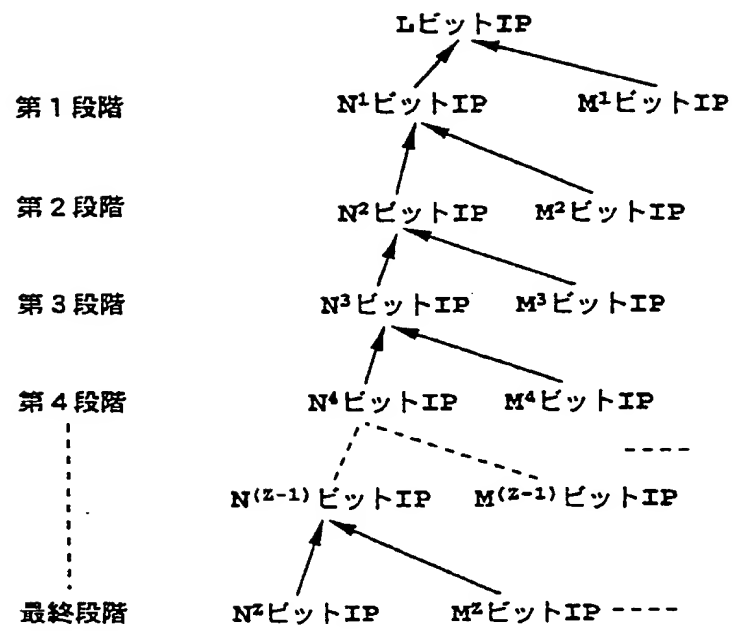 LビットIP
第1段階 N¹ビットIP M¹ビットIP
第2段階 N²ビットIP M²ビットIP
第3段階 N³ビットIP M³ビットIP
第4段階 N⁴ビットIP M⁴ビットIP
N⁽ᶻ⁻¹⁾ビットIP M⁽ᶻ⁻¹⁾ビットIP
最終段階 NᶻビットIP MᶻビットIP